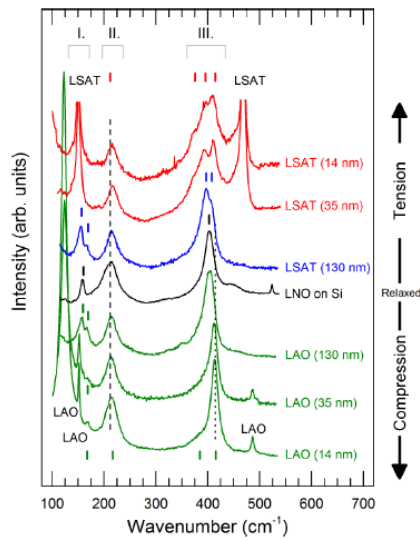 I. II. III.
LSAT LSAT
LSAT (14 nm)
LSAT (35 nm)
LSAT (130 nm)
LNO on Si
LAO (130 nm)
LAO (35 nm)
LAO LAO
LAO
LAO (14 nm)
100 200 300 400 500 600 700
Wavenumber (cm⁻¹)
Intensity (arb. units)
Tension
Relaxed
Compression